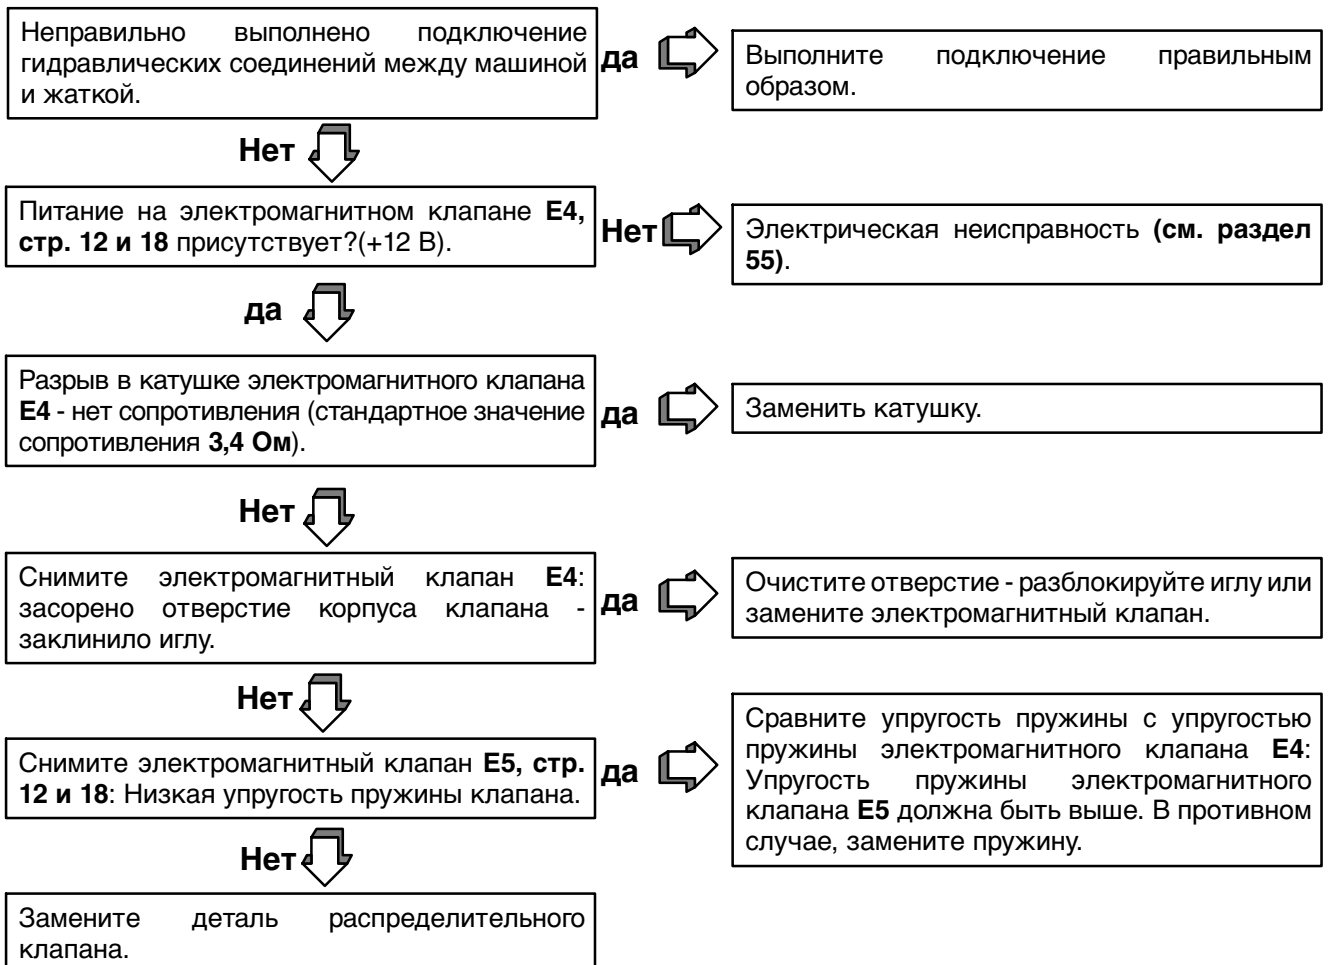 Неправильно выполнено подключение
гидравлических соединений между машиной
и жаткой.
да
Выполните подключение правильным
образом.
Нет
Питание на электромагнитном клапане E4,
стр. 12 и 18 присутствует?(+12 В).
Нет
Электрическая неисправность (см. раздел
55).
да
Разрыв в катушке электромагнитного клапана
E4 - нет сопротивления (стандартное значение
сопротивления 3,4 Ом).
да
Заменить катушку.
Нет
Снимите электромагнитный клапан E4:
засорено отверстие корпуса клапана -
заклинило иглу.
да
Очистите отверстие - разблокируйте иглу или
замените электромагнитный клапан.
Нет
Снимите электромагнитный клапан E5, стр.
12 и 18: Низкая упругость пружины клапана.
да
Сравните упругость пружины с упругостью
пружины электромагнитного клапана E4:
Упругость пружины электромагнитного
клапана E5 должна быть выше. В противном
случае, замените пружину.
Нет
Замените деталь распределительного
клапана.